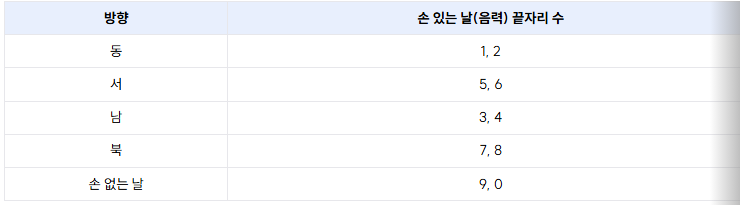 방향 손 있는 날(음력) 끝자리 수
동 1, 2
서 5, 6
남 3, 4
북 7, 8
손 없는 날 9, 0